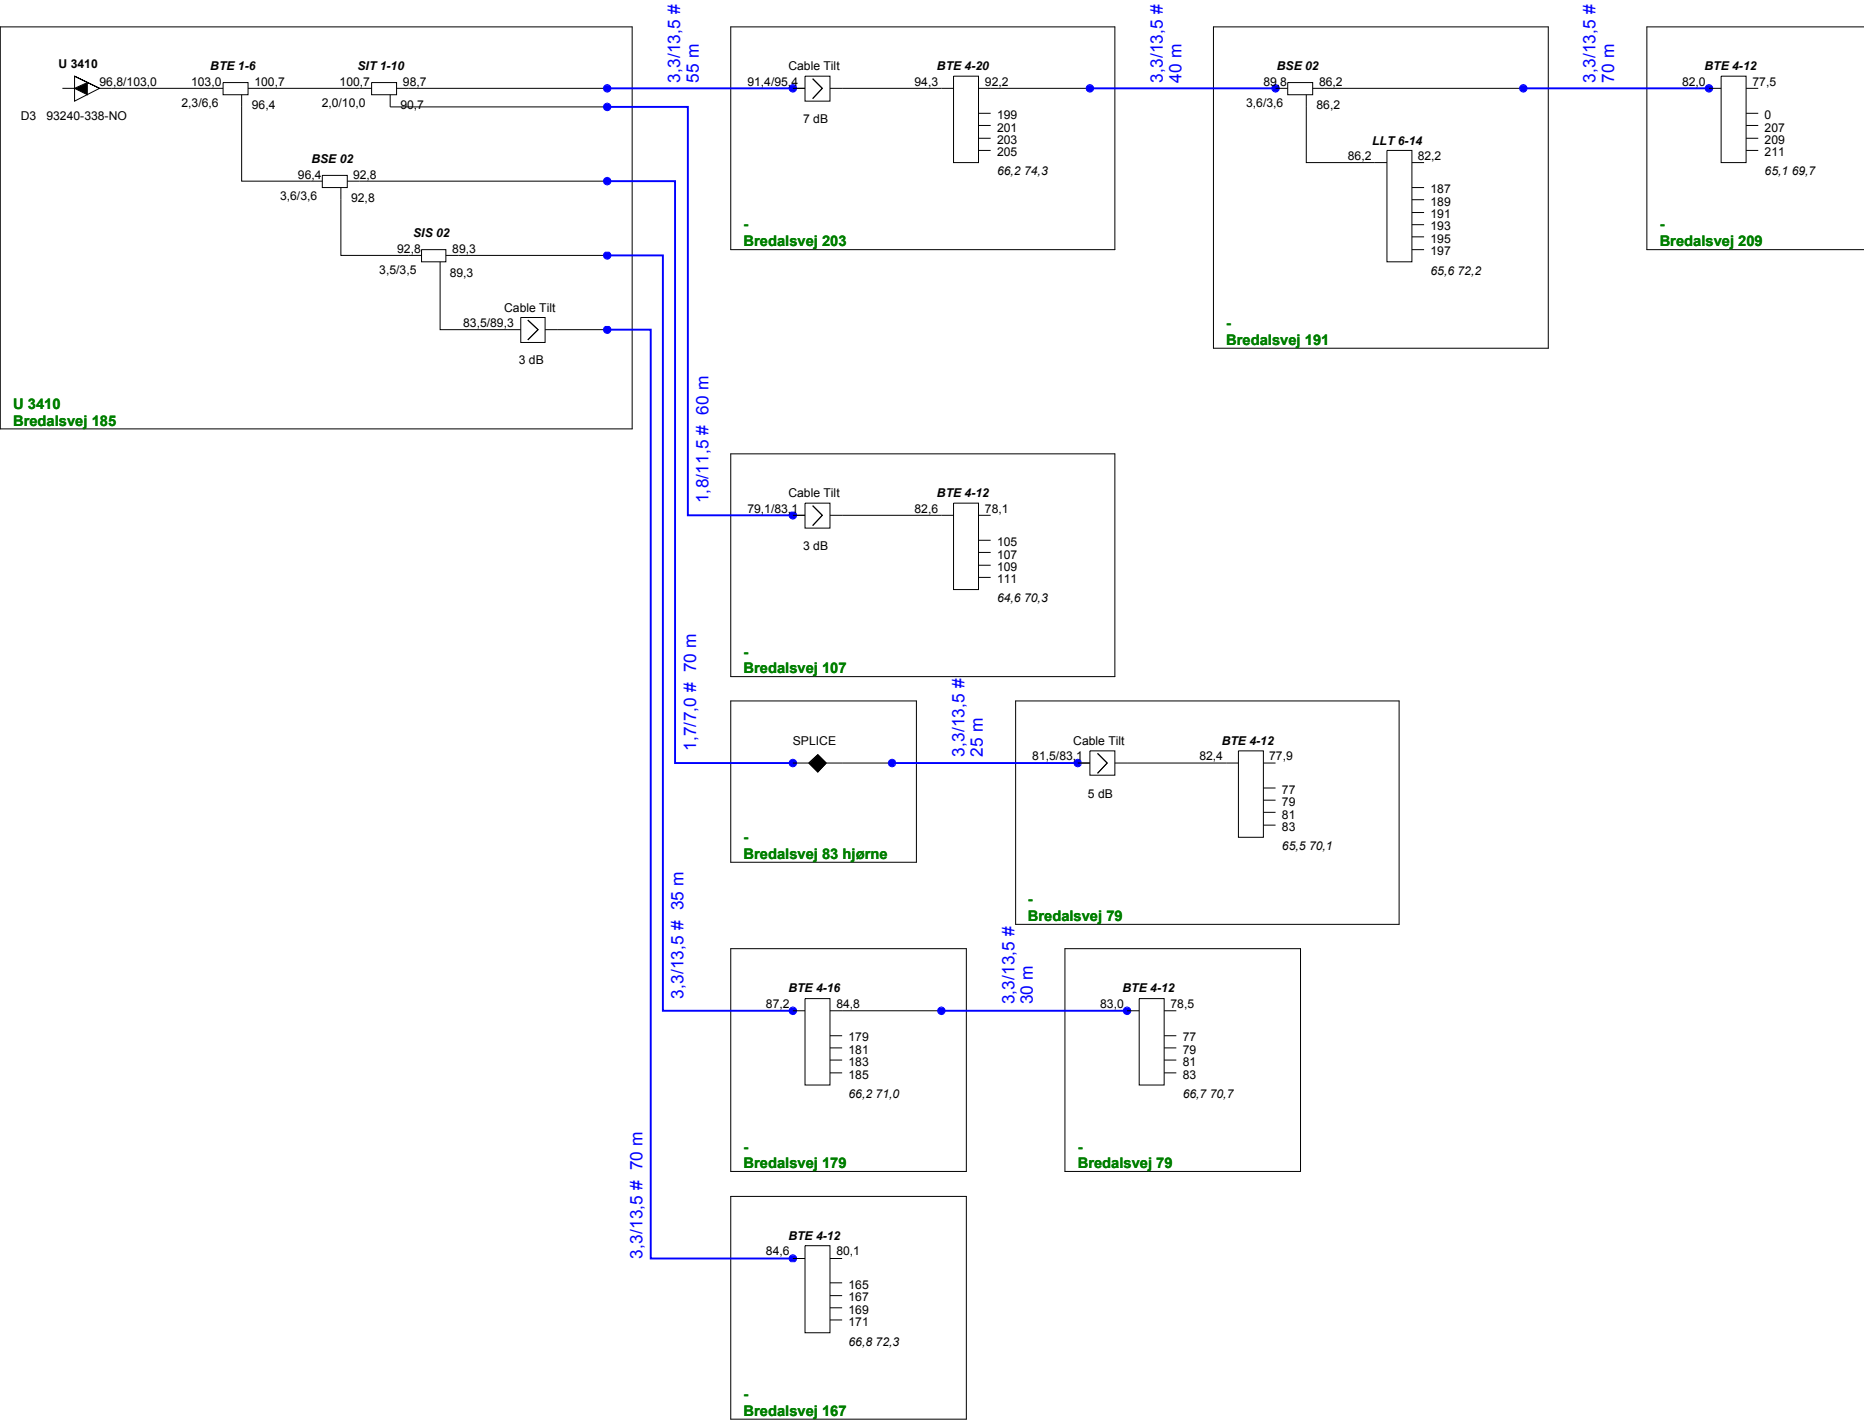 U 3410
96,8/103,0
D3 93240-338-NO
BTE 1-6
103,0
100,7
2,3/6,6
96,4
SIT 1-10
100,7
98,7
2,0/10,0
90,7
BSE 02
96,4
92,8
3,6/3,6
92,8
SIS 02
92,8
89,3
3,5/3,5
89,3
Cable Tilt
83,5/89,3
3 dB
U 3410
Bredalsvej 185
3,3/13,5 #
55 m
Cable Tilt
91,4/95,4
7 dB
BTE 4-20
94,3
92,2
199
201
203
205
66,2 74,3
-
Bredalsvej 203
3,3/13,5 #
40 m
BSE 02
89,8
86,2
3,6/3,6
86,2
LLT 6-14
86,2
82,2
187
189
191
193
195
197
65,6 72,2
-
Bredalsvej 191
3,3/13,5 #
70 m
BTE 4-12
82,0
77,5
0
207
209
211
65,1 69,7
-
Bredalsvej 209
1,8/11,5 # 60 m
Cable Tilt
79,1/83,1
3 dB
BTE 4-12
82,6
78,1
105
107
109
111
64,6 70,3
-
Bredalsvej 107
1,7/7,0 # 70 m
SPLICE
-
Bredalsvej 83 hjørne
3,3/13,5 #
25 m
Cable Tilt
81,5/83,1
5 dB
BTE 4-12
82,4
77,9
77
79
81
83
65,5 70,1
-
Bredalsvej 79
3,3/13,5 # 35 m
BTE 4-16
87,2
84,8
179
181
183
185
66,2 71,0
-
Bredalsvej 179
3,3/13,5 #
30 m
BTE 4-12
83,0
78,5
77
79
81
83
66,7 70,7
-
Bredalsvej 79
3,3/13,5 # 70 m
BTE 4-12
84,6
80,1
165
167
169
171
66,8 72,3
-
Bredalsvej 167